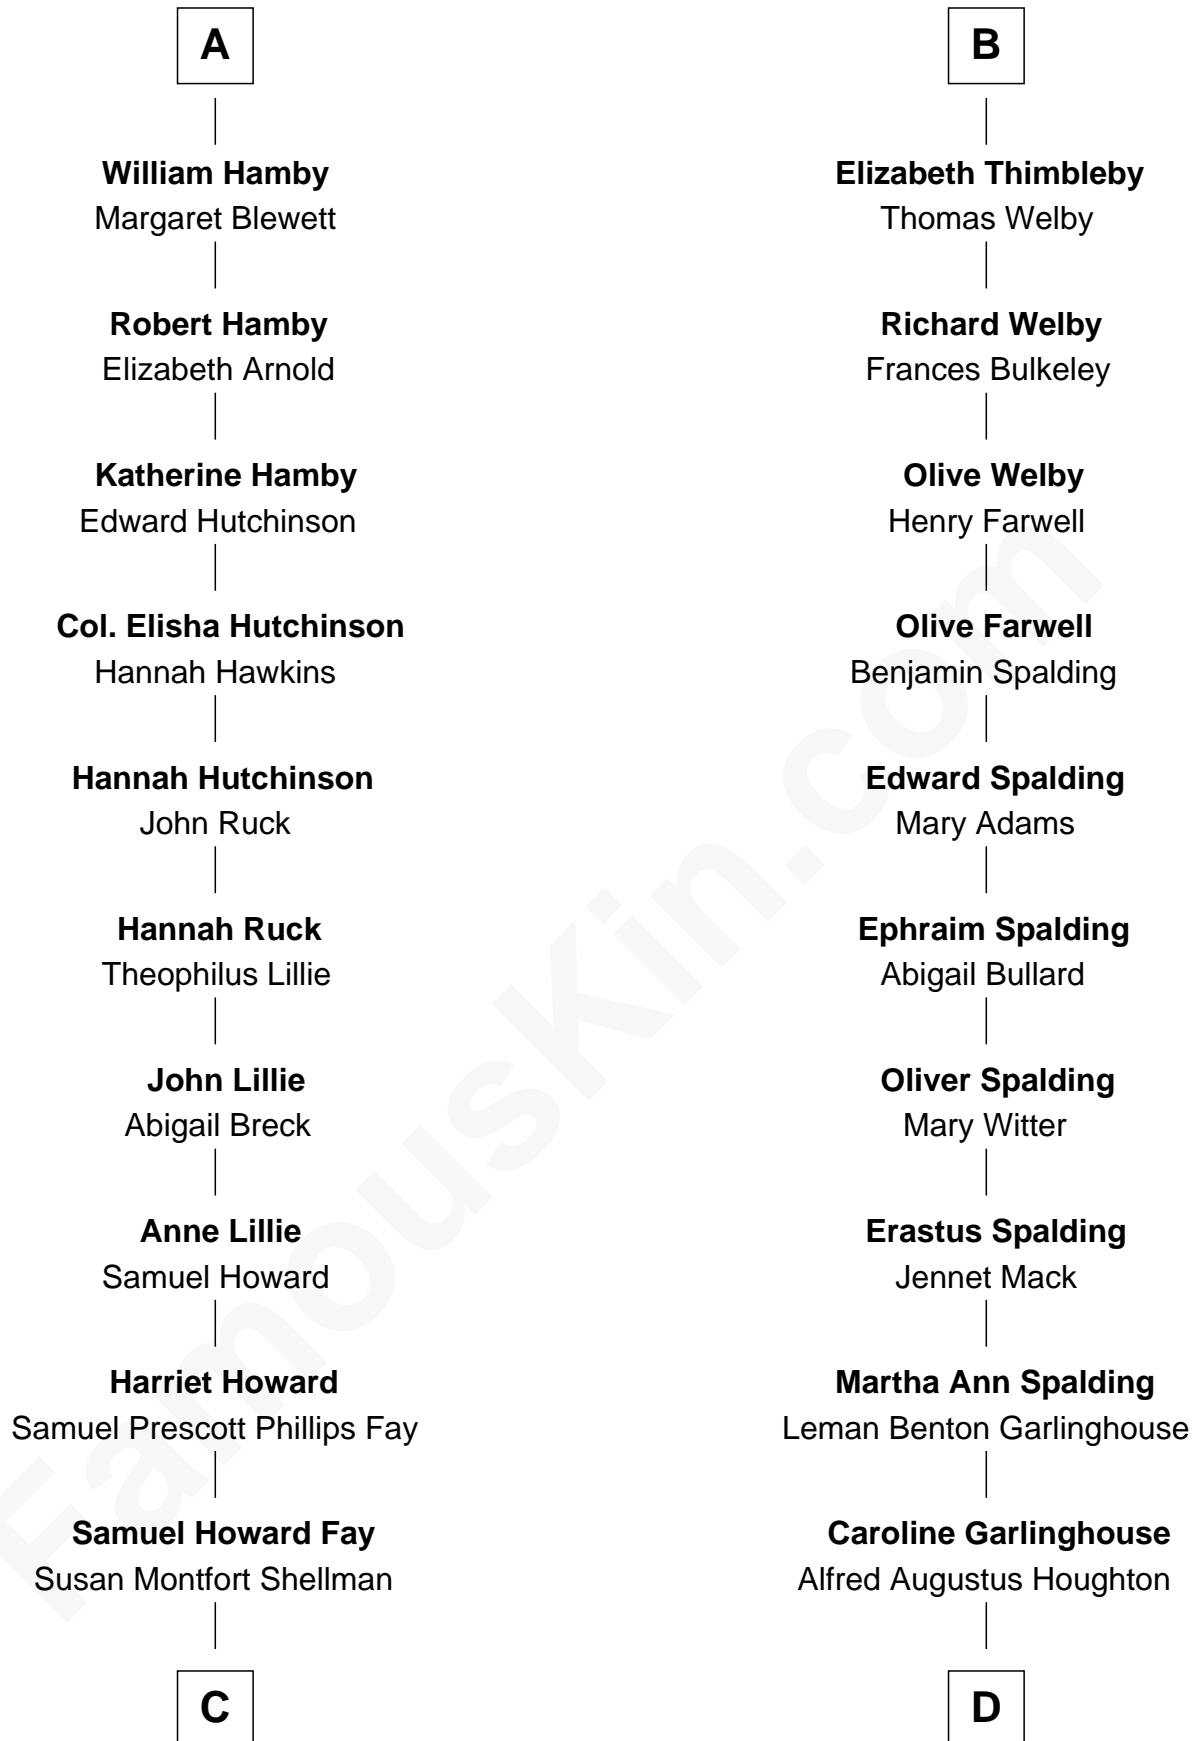 A
William Hamby
Margaret Blewett
Robert Hamby
Elizabeth Arnold
Katherine Hamby
Edward Hutchinson
Col. Elisha Hutchinson
Hannah Hawkins
Hannah Hutchinson
John Ruck
Hannah Ruck
Theophilus Lillie
John Lillie
Abigail Breck
Anne Lillie
Samuel Howard
Harriet Howard
Samuel Prescott Phillips Fay
Samuel Howard Fay
Susan Montfort Shellman
C
B
Elizabeth Thimbleby
Thomas Welby
Richard Welby
Frances Bulkeley
Olive Welby
Henry Farwell
Olive Farwell
Benjamin Spalding
Edward Spalding
Mary Adams
Ephraim Spalding
Abigail Bullard
Oliver Spalding
Mary Witter
Erastus Spalding
Jennet Mack
Martha Ann Spalding
Leman Benton Garlinghouse
Caroline Garlinghouse
Alfred Augustus Houghton
D
FamousKin.com